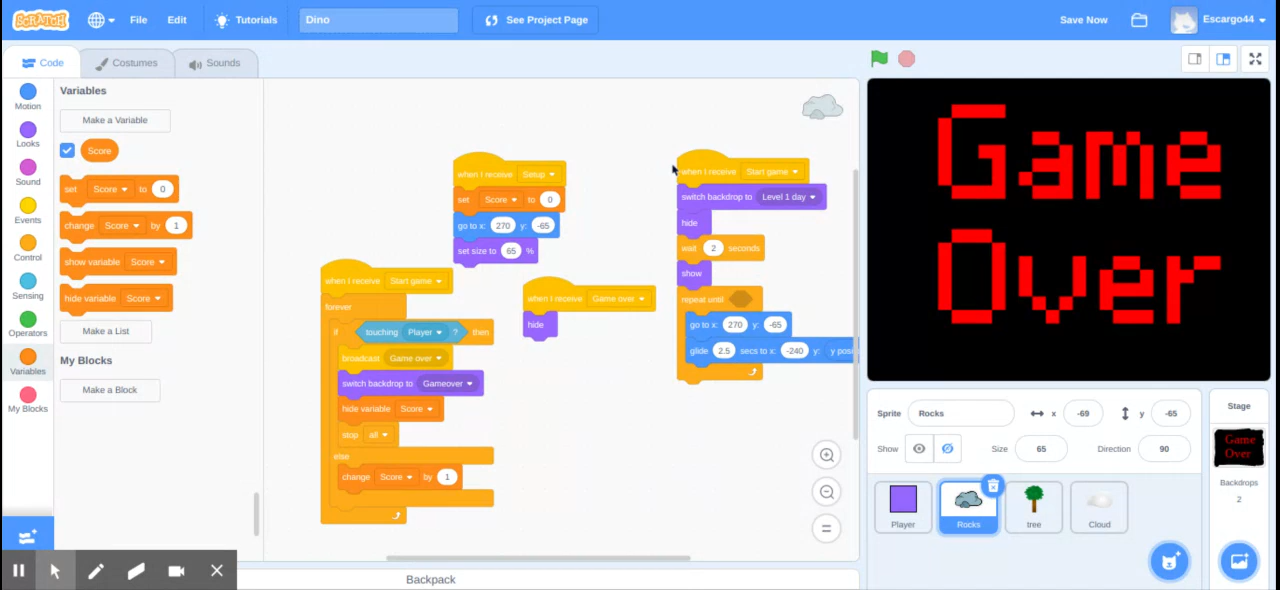 SCRATCH File Edit Tutorials Dino See Project Page Save Now Escargo44
Code Costumes Sounds
Motion
Looks
Sound
Events
Control
Sensing
Operators
Variables
My Blocks
Variables
Make a Variable
Score
set Score to 0
change Score by 1
show variable Score
hide variable Score
Make a List
My Blocks
Make a Block
when I receive Setup
set Score to 0
go to x: 270 y: -65
set size to 65 %
when I receive Start game
forever
if touching Player ? then
broadcast Game over
switch backdrop to Gameover
hide variable Score
stop all
else
change Score by 1
when I receive Game over
hide
when I receive Start game
switch backdrop to Level 1 day
hide
wait 2 seconds
show
repeat until
go to x: 270 y: -65
glide 2.5 secs to x: -240 y:
Backpack
Game
Over
Sprite Rocks x -69 y -65
Show Size 65 Direction 90
Player
Rocks
tree
Cloud
Stage
Game
Over
Backdrops
2